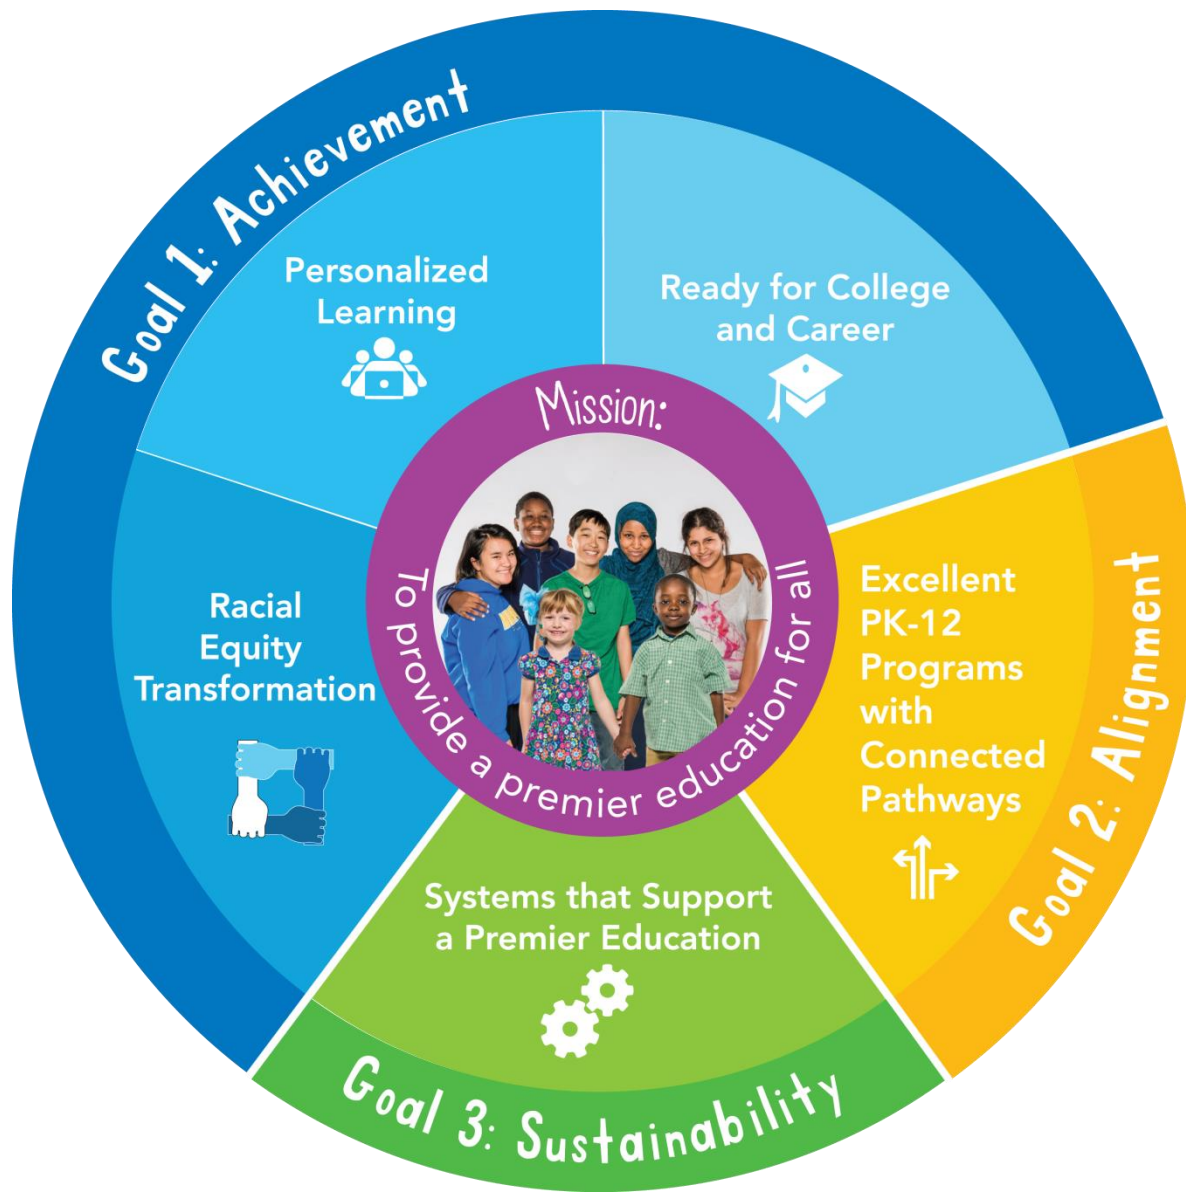 Goal 1: Achievement
Personalized
Learning
Ready for College
and Career
Racial
Equity
Transformation
Mission:
To provide a premier education for all
Excellent
PK-12
Programs
with
Connected
Pathways
Goal 2: Alignment
Systems that Support
a Premier Education
Goal 3: Sustainability